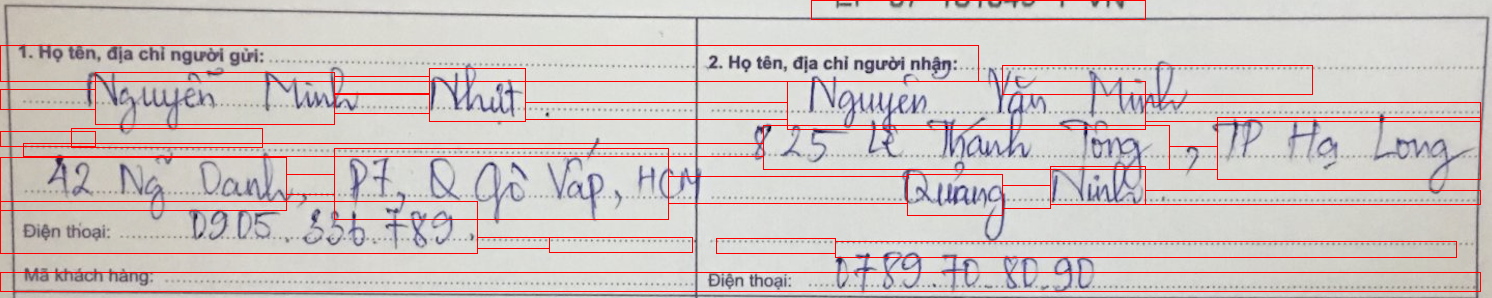 1. Họ tên, địa chỉ người gửi:
Nguyễn Minh Nhựt.
42 Ng Oanh, P7, Q Gò Vấp, HCM
Điện thoại: 0905.336.789.
Mã khách hàng:
2. Họ tên, địa chỉ người nhận:
Nguyễn Văn Minh
825 Lê Thánh Tông, TP Hạ Long
Quảng Ninh.
Điện thoại: 0789.70.80.90